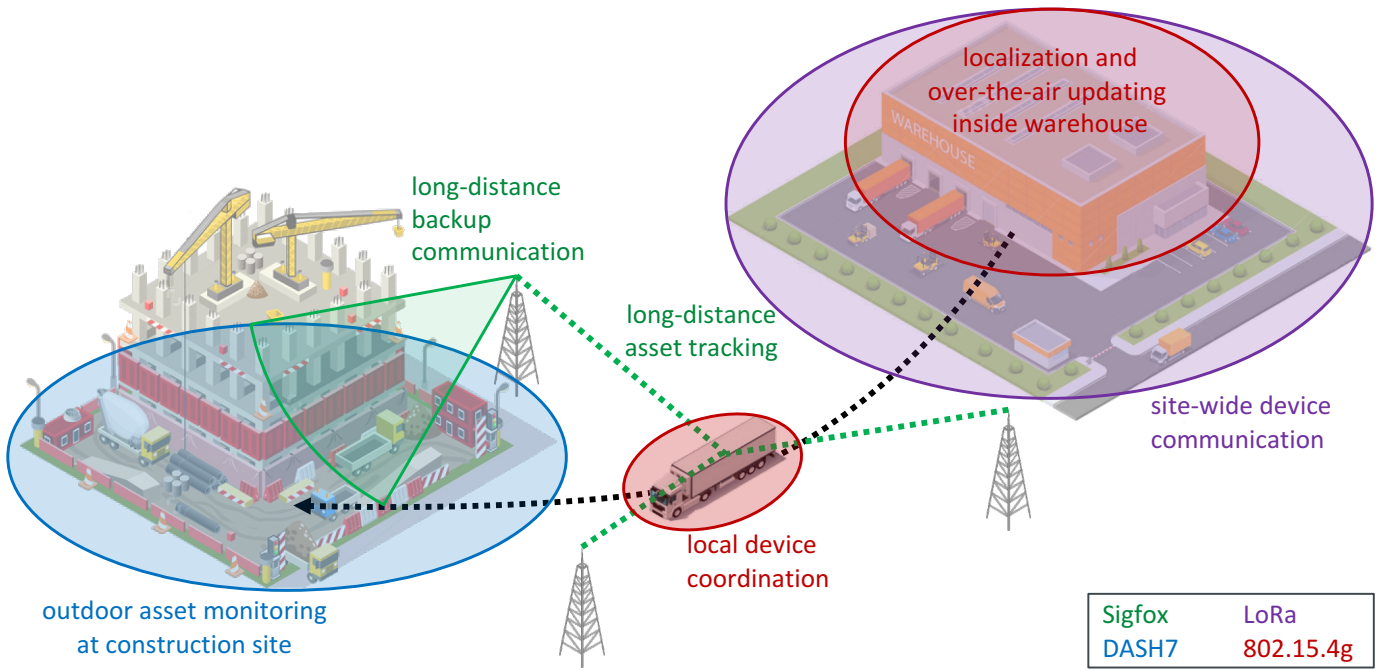 localization and
over-the-air updating
inside warehouse
WAREHOUSE
long-distance
backup
communication
long-distance
asset tracking
site-wide device
communication
local device
coordination
outdoor asset monitoring
at construction site
Sigfox LoRa
DASH7 802.15.4g